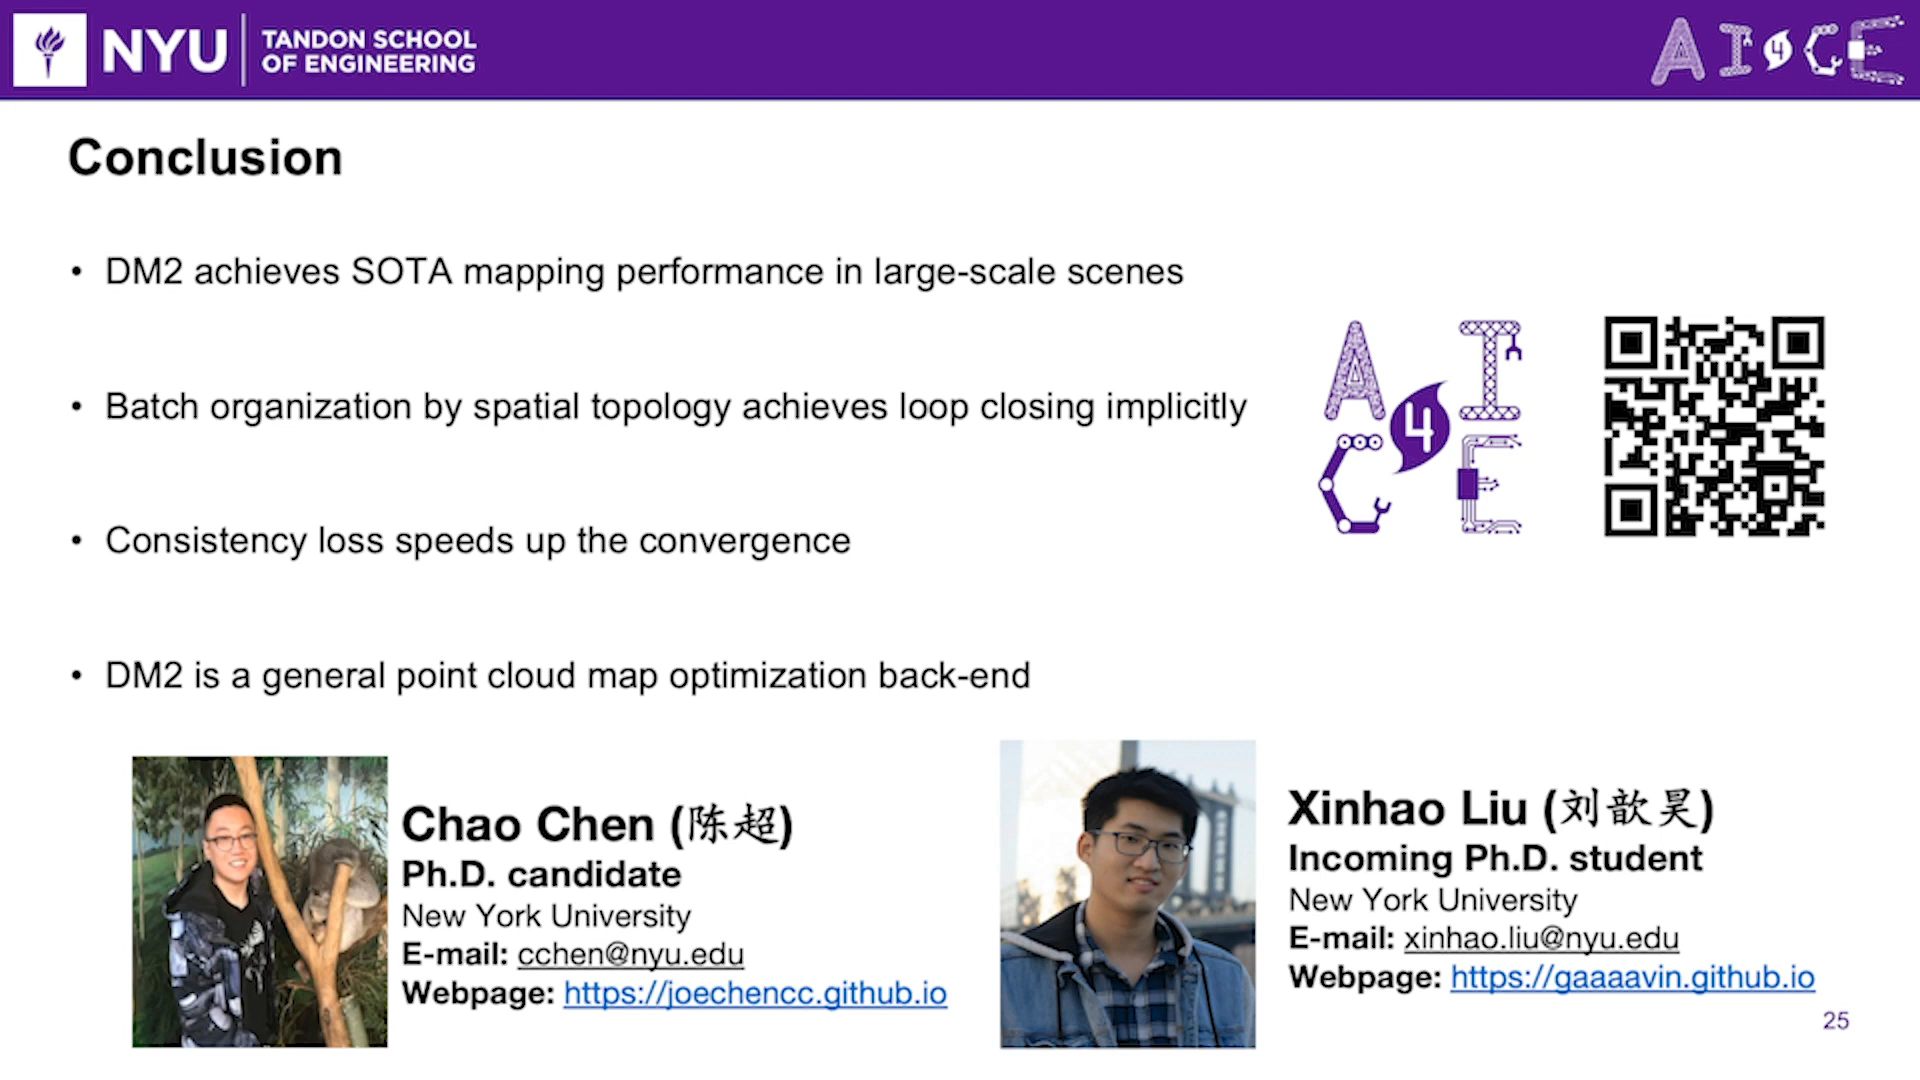 NYU
TANDON SCHOOL
OF ENGINEERING
AI4CE
Conclusion
• DM2 achieves SOTA mapping performance in large-scale scenes
• Batch organization by spatial topology achieves loop closing implicitly
AI
4
CE
• Consistency loss speeds up the convergence
• DM2 is a general point cloud map optimization back-end
Chao Chen (陈超)
Ph.D. candidate
New York University
E-mail: cchen@nyu.edu
Webpage: https://joechencc.github.io
Xinhao Liu (刘歆昊)
Incoming Ph.D. student
New York University
E-mail: xinhao.liu@nyu.edu
Webpage: https://gaaaavin.github.io
25